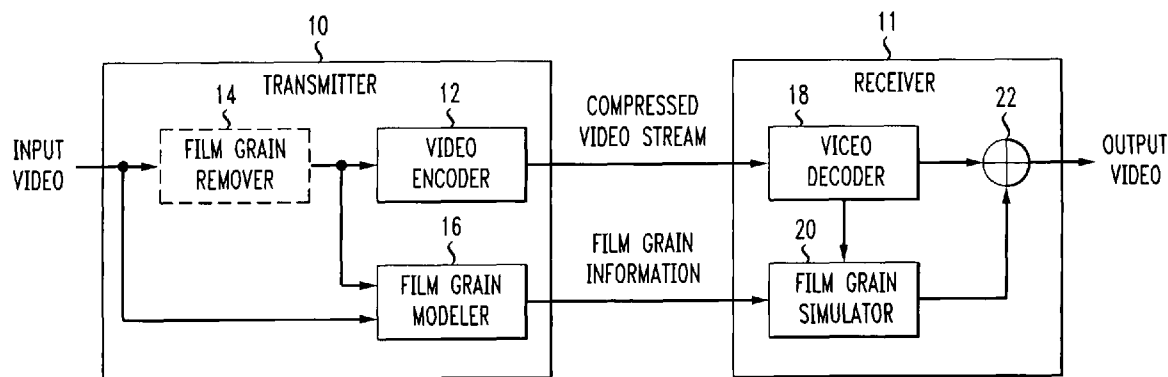 10
TRANSMITTER
14
FILM GRAIN
REMOVER
12
VIDEO
ENCODER
16
FILM GRAIN
MODELER
INPUT
VIDEO
COMPRESSED
VIDEO STREAM
FILM GRAIN
INFORMATION
11
RECEIVER
18
VICEO
DECODER
22
20
FILM GRAIN
SIMULATOR
OUTPUT
VIDEO